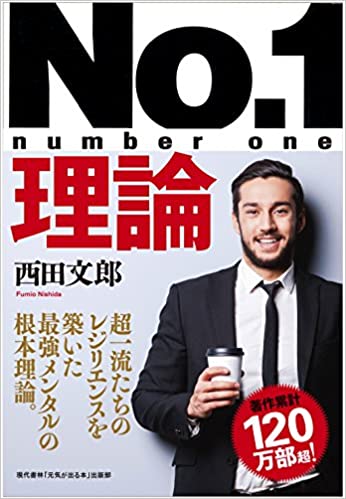 No.1
number one
理論
西田文郎
Fumio Nishida
超一流たちの
レジリエンスを
築いた
最強メンタルの
根本理論。
著作累計
120
万部超!
現代書林「元気が出る本」出版部